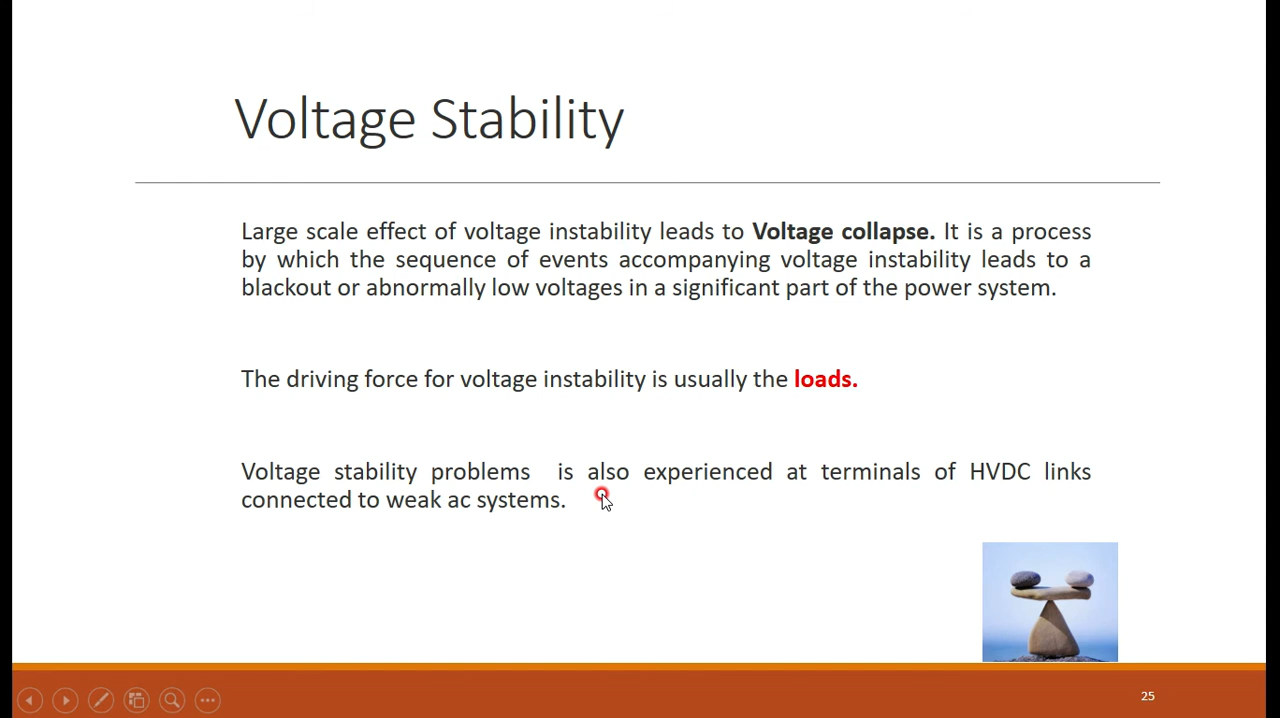 Voltage Stability
Large scale effect of voltage instability leads to Voltage collapse. It is a process
by which the sequence of events accompanying voltage instability leads to a
blackout or abnormally low voltages in a significant part of the power system.
The driving force for voltage instability is usually the loads.
Voltage stability problems is also experienced at terminals of HVDC links
connected to weak ac systems.
25